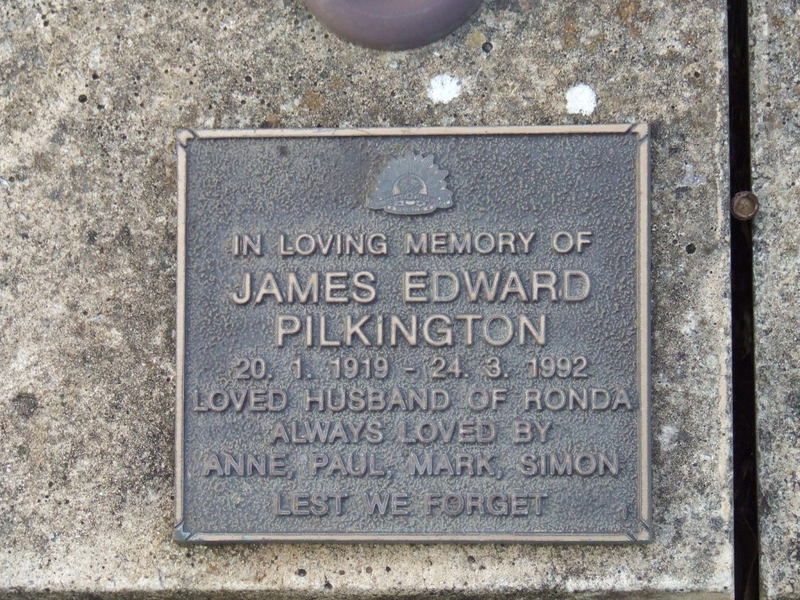 IN LOVING MEMORY OF
JAMES EDWARD
PILKINGTON
20. 1. 1919 - 24. 3. 1992
LOVED HUSBAND OF RONDA
ALWAYS LOVED BY
ANNE, PAUL, MARK, SIMON
LEST WE FORGET